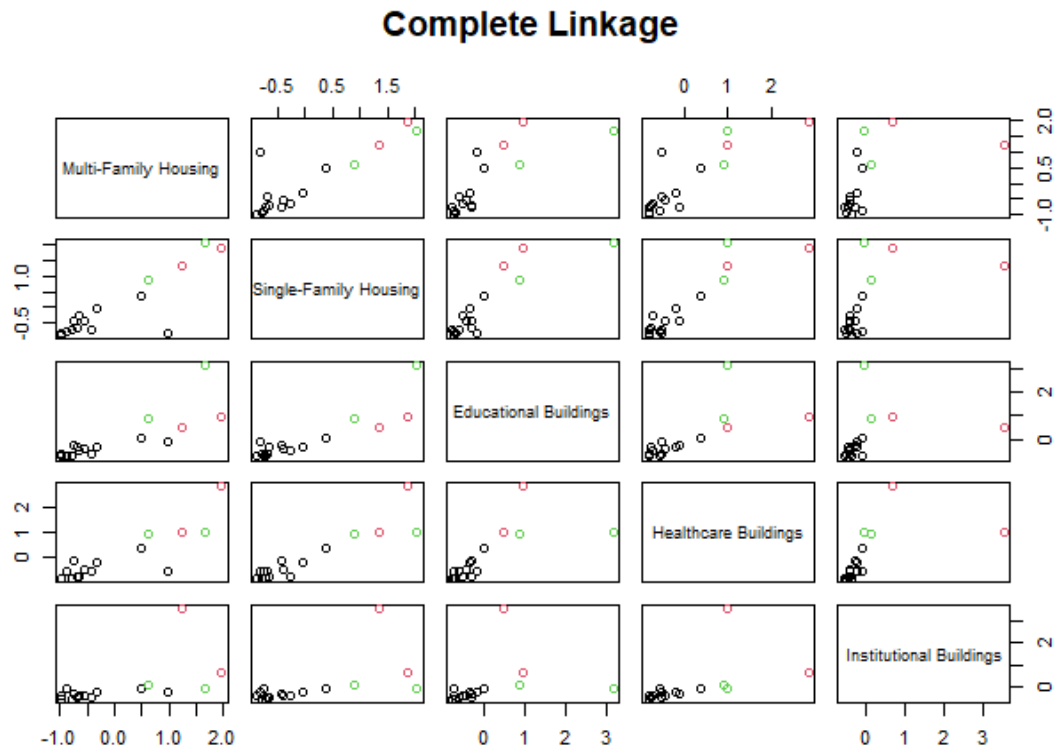 Complete Linkage
-0.5 0.5 1.5 0 1 2
Multi-Family Housing -1.0 0.5 2.0
-0.5 1.0 Single-Family Housing
Educational Buildings 0 2
0 1 2 Healthcare Buildings
Institutional Buildings 0 2
-1.0 0.0 1.0 2.0 0 1 2 3 0 1 2 3